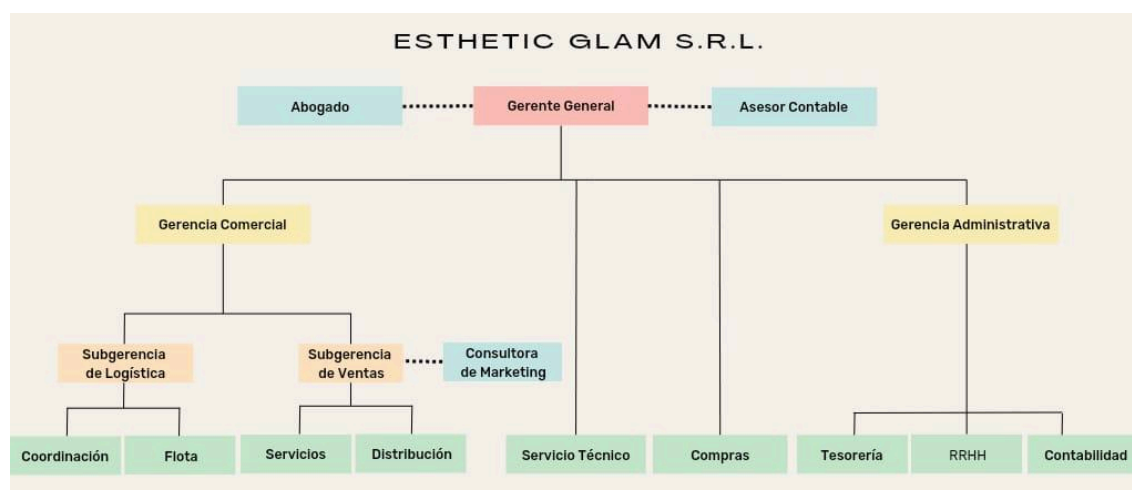 ESTHETIC GLAM S.R.L.
Abogado
Gerente General
Asesor Contable
Gerencia Comercial
Gerencia Administrativa
Subgerencia
de Logística
Subgerencia
de Ventas
Consultora
de Marketing
Coordinación
Flota
Servicios
Distribución
Servicio Técnico
Compras
Tesorería
RRHH
Contabilidad